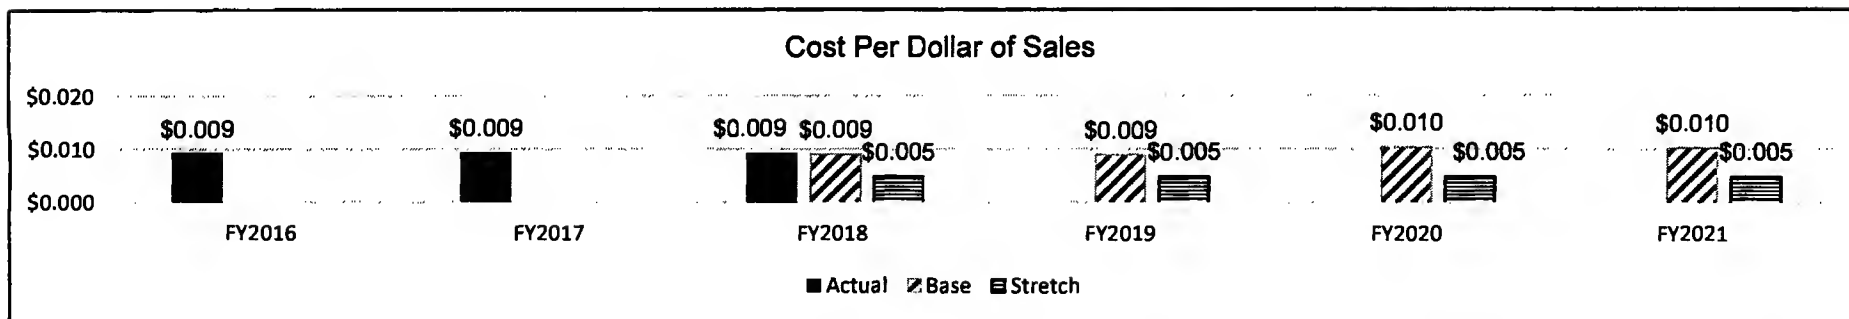 Cost Per Dollar of Sales
$0.020
$0.010
$0.000
$0.009
$0.009
$0.009 $0.009 $0.005
$0.009 $0.005
$0.010 $0.005
$0.010 $0.005
FY2016 FY2017 FY2018 FY2019 FY2020 FY2021
Actual Base Stretch